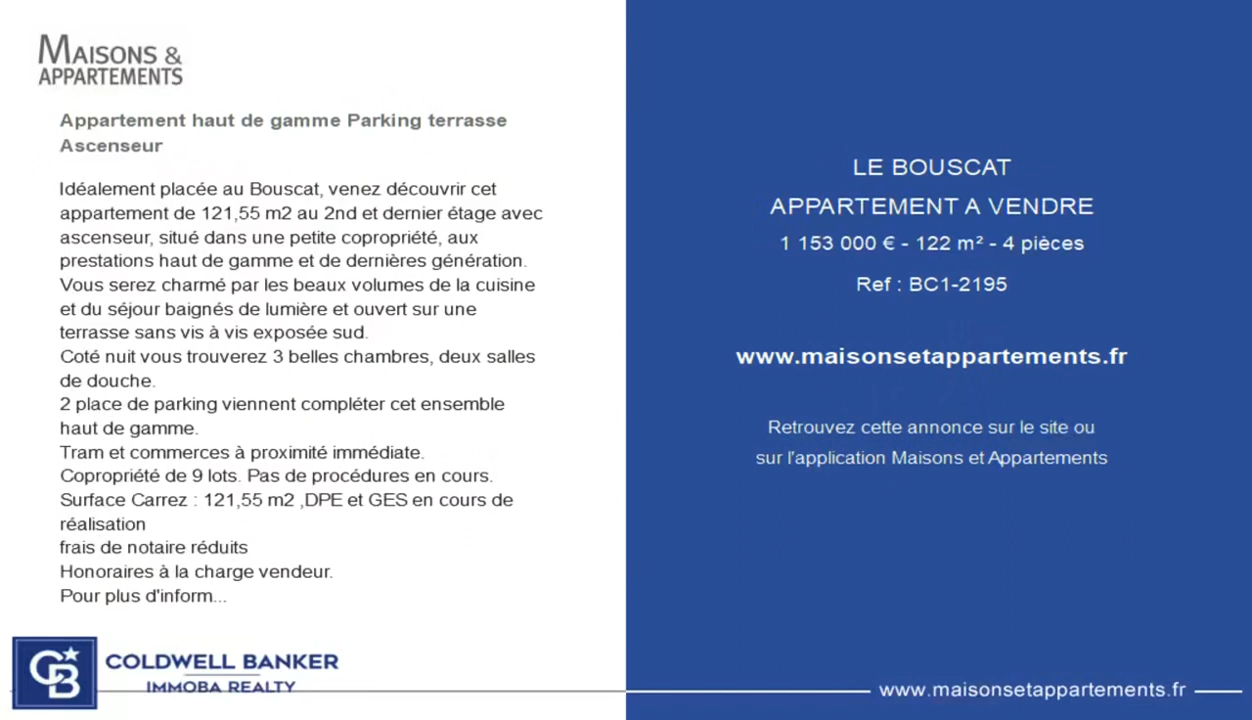 MAISONS &
APPARTEMENTS
Appartement haut de gamme Parking terrasse
Ascenseur
Idéalement placée au Bouscat, venez découvrir cet
appartement de 121,55 m2 au 2nd et dernier étage avec
ascenseur, situé dans une petite copropriété, aux
prestations haut de gamme et de dernières génération.
Vous serez charmé par les beaux volumes de la cuisine
et du séjour baignés de lumière et ouvert sur une
terrasse sans vis à vis exposée sud.
Coté nuit vous trouverez 3 belles chambres, deux salles
de douche.
2 place de parking viennent compléter cet ensemble
haut de gamme.
Tram et commerces à proximité immédiate.
Copropriété de 9 lots. Pas de procédures en cours.
Surface Carrez : 121,55 m2 ,DPE et GES en cours de
réalisation
frais de notaire réduits
Honoraires à la charge vendeur.
Pour plus d'inform...
CB
COLDWELL BANKER
IMMOBA REALTY
LE BOUSCAT
APPARTEMENT A VENDRE
1 153 000 € - 122 m² - 4 pièces
Ref : BC1-2195
www.maisonsetappartements.fr
Retrouvez cette annonce sur le site ou
sur l'application Maisons et Appartements
www.maisonsetappartements.fr